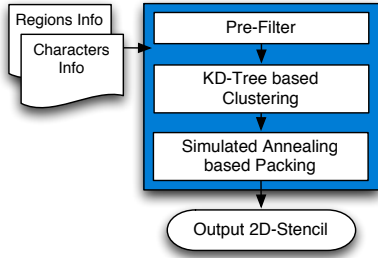 Regions Info
Characters
Info
Pre-Filter
KD-Tree based
Clustering
Simulated Annealing
based Packing
Output 2D-Stencil